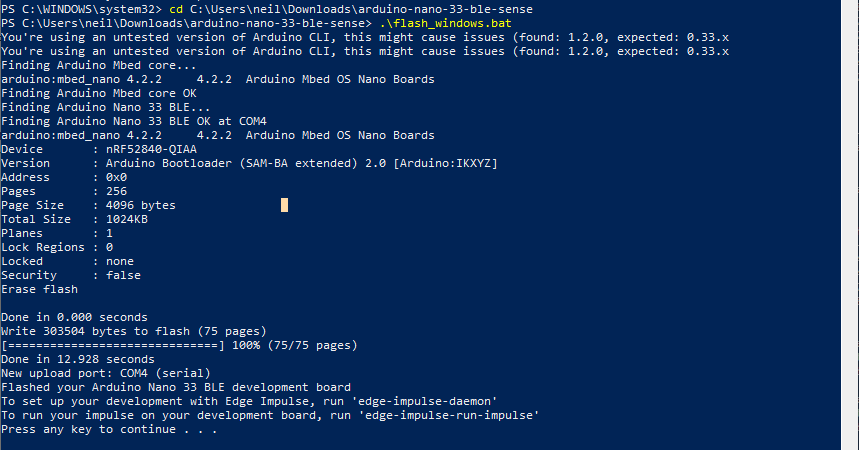 PS C:\WINDOWS\system32> cd C:\Users\neil\Downloads\arduino-nano-33-ble-sense
PS C:\Users\neil\Downloads\arduino-nano-33-ble-sense> .\flash_windows.bat
You're using an untested version of Arduino CLI, this might cause issues (found: 1.2.0, expected: 0.33.x
You're using an untested version of Arduino CLI, this might cause issues (found: 1.2.0, expected: 0.33.x
Finding Arduino Mbed core...
arduino:mbed_nano 4.2.2     4.2.2  Arduino Mbed OS Nano Boards
Finding Arduino Mbed core OK
Finding Arduino Nano 33 BLE...
Finding Arduino Nano 33 BLE OK at COM4
arduino:mbed_nano 4.2.2     4.2.2  Arduino Mbed OS Nano Boards
Device       : nRF52840-QIAA
Version      : Arduino Bootloader (SAM-BA extended) 2.0 [Arduino:IKXYZ]
Address      : 0x0
Pages        : 256
Page Size    : 4096 bytes
Total Size   : 1024KB
Planes       : 1
Lock Regions : 0
Locked       : none
Security     : false
Erase flash

Done in 0.000 seconds
Write 303504 bytes to flash (75 pages)
[==============================] 100% (75/75 pages)
Done in 12.928 seconds
New upload port: COM4 (serial)
Flashed your Arduino Nano 33 BLE development board
To set up your development with Edge Impulse, run 'edge-impulse-daemon'
To run your impulse on your development board, run 'edge-impulse-run-impulse'
Press any key to continue . . .